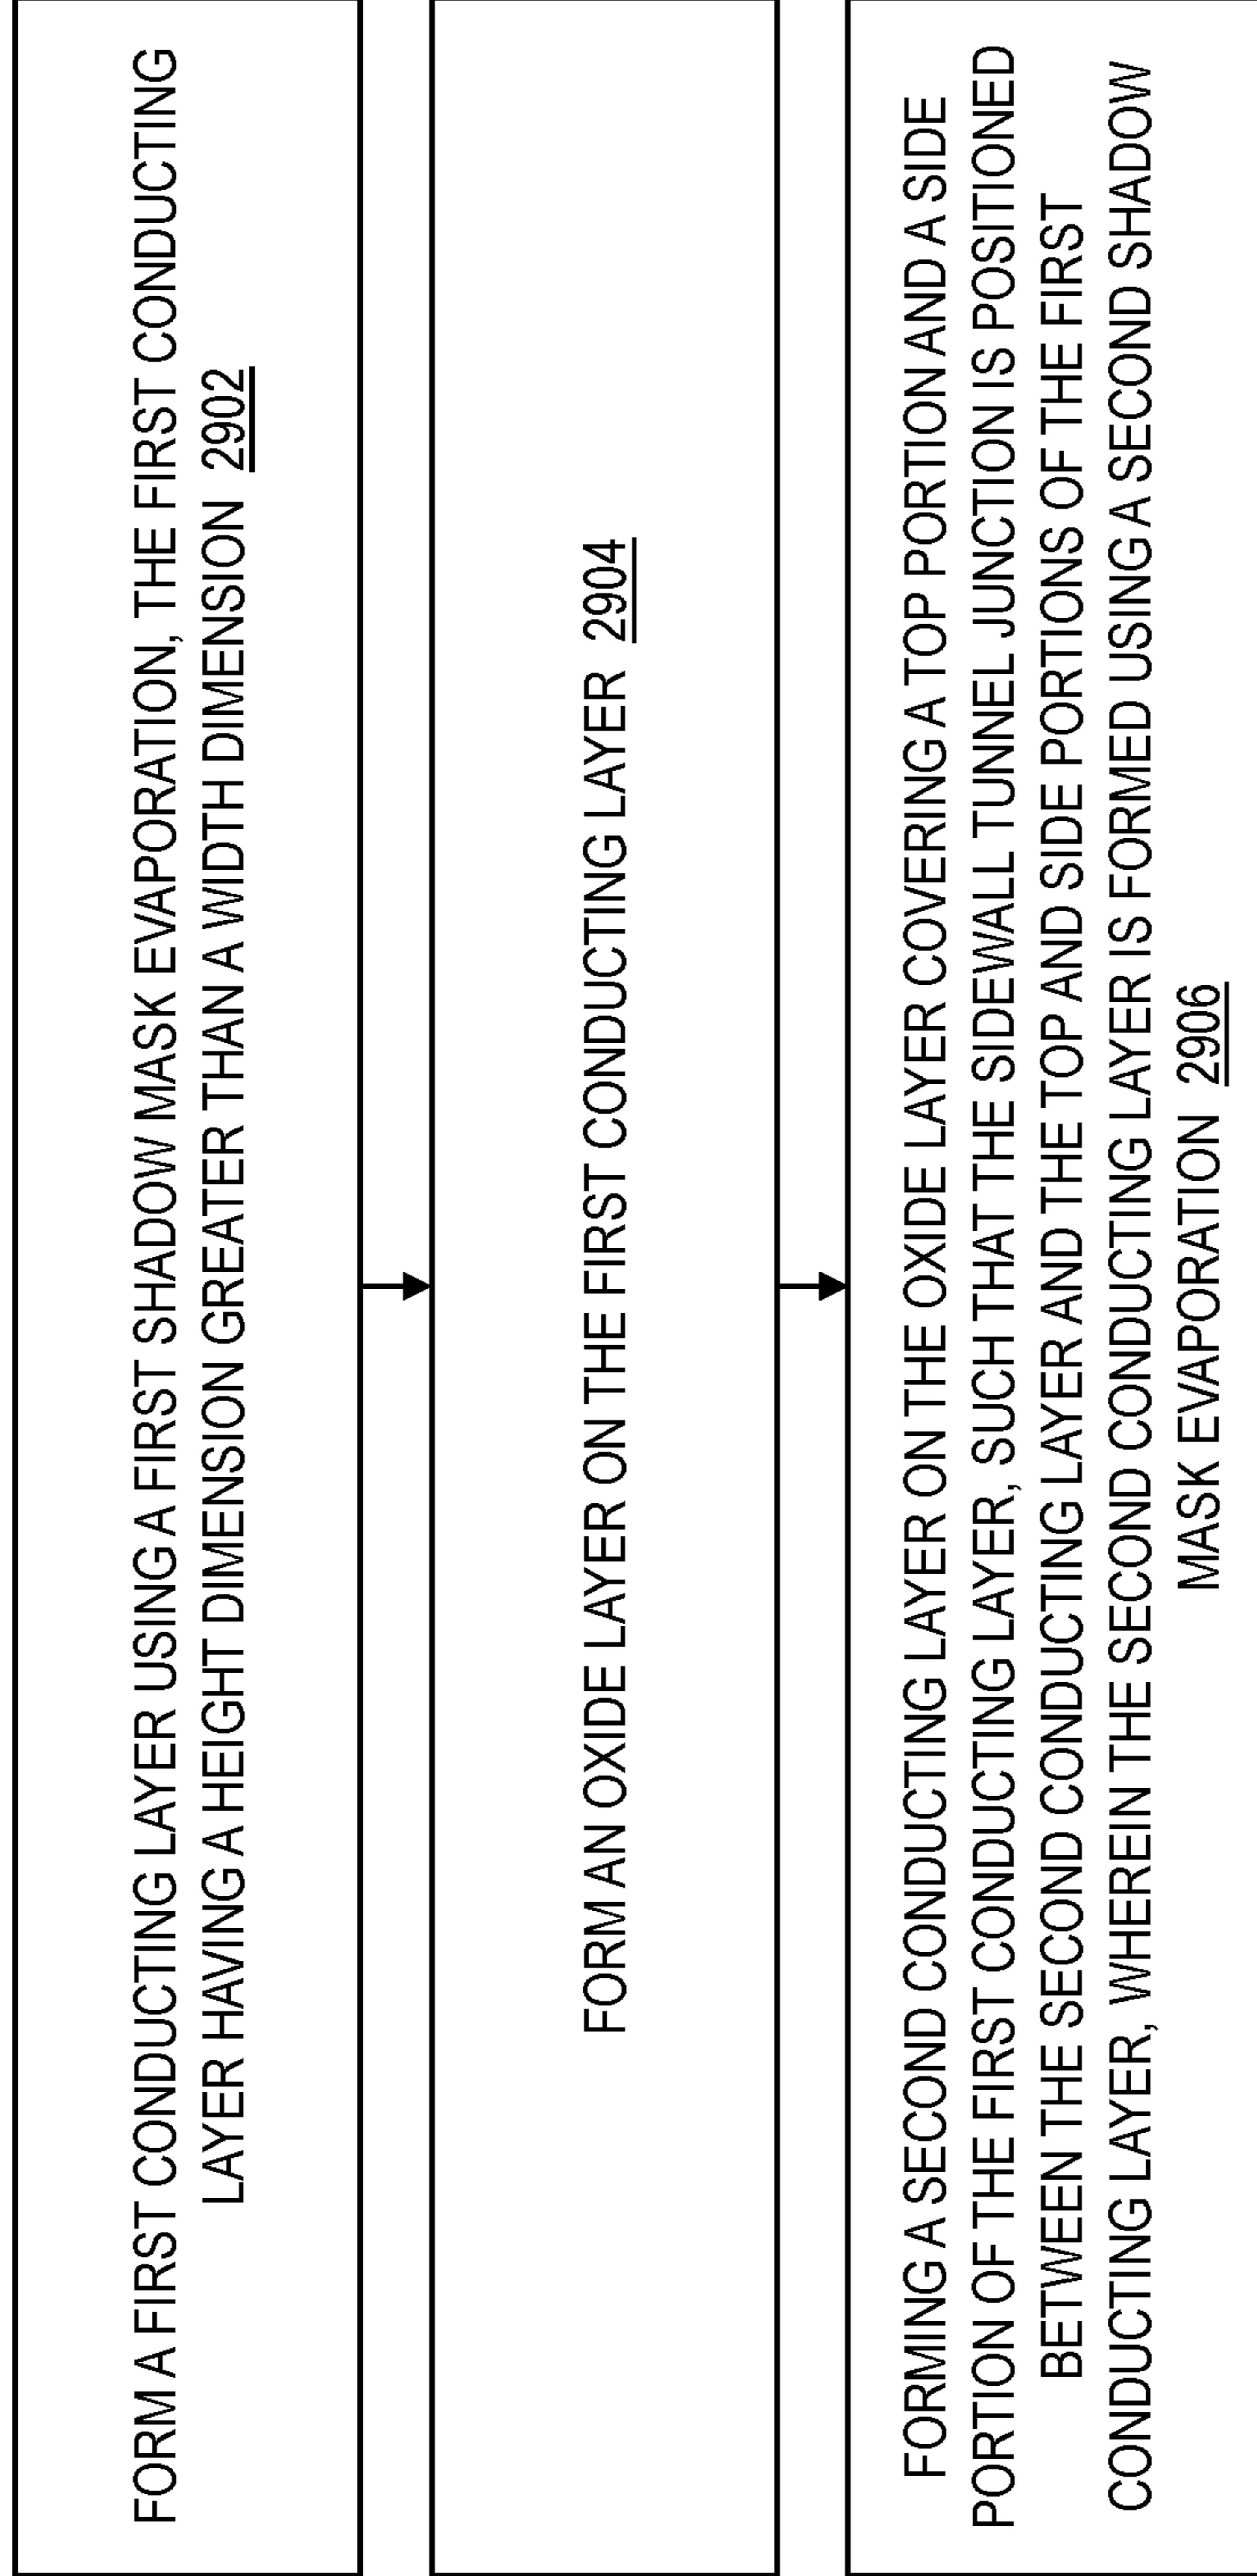 FORM A FIRST CONDUCTING LAYER USING A FIRST SHADOW MASK EVAPORATION, THE FIRST CONDUCTING
LAYER HAVING A HEIGHT DIMENSION GREATER THAN A WIDTH DIMENSION 2902
FORM AN OXIDE LAYER ON THE FIRST CONDUCTING LAYER 2904
FORMING A SECOND CONDUCTING LAYER ON THE OXIDE LAYER COVERING A TOP PORTION AND A SIDE
PORTION OF THE FIRST CONDUCTING LAYER, SUCH THAT THE SIDEWALL TUNNEL JUNCTION IS POSITIONED
BETWEEN THE SECOND CONDUCTING LAYER AND THE TOP AND SIDE PORTIONS OF THE FIRST
CONDUCTING LAYER, WHEREIN THE SECOND CONDUCTING LAYER IS FORMED USING A SECOND SHADOW
MASK EVAPORATION 2906